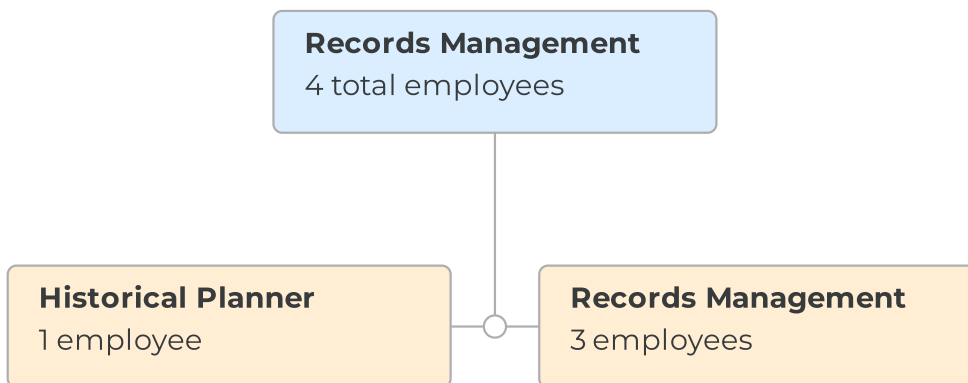 Records Management
4 total employees
Historical Planner
1 employee
Records Management
3 employees